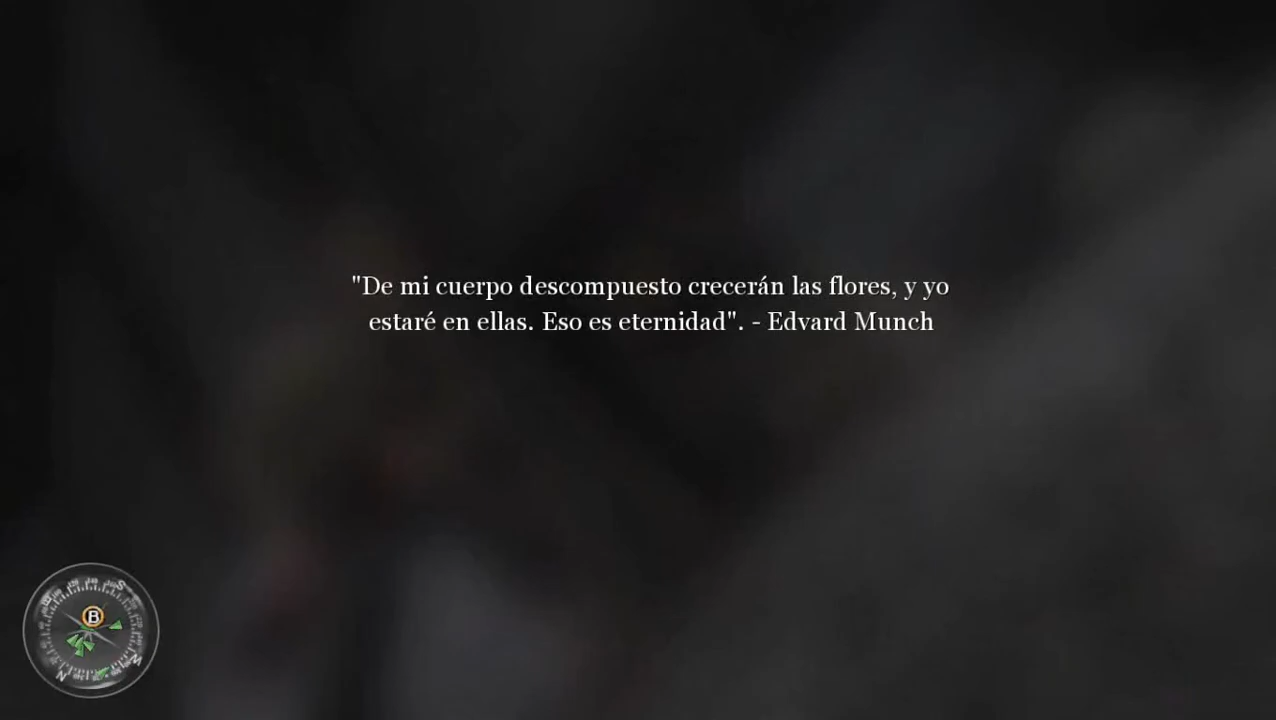 "De mi cuerpo descompuesto crecerán las flores, y yo
estaré en ellas. Eso es eternidad". - Edvard Munch
B
S
W
N